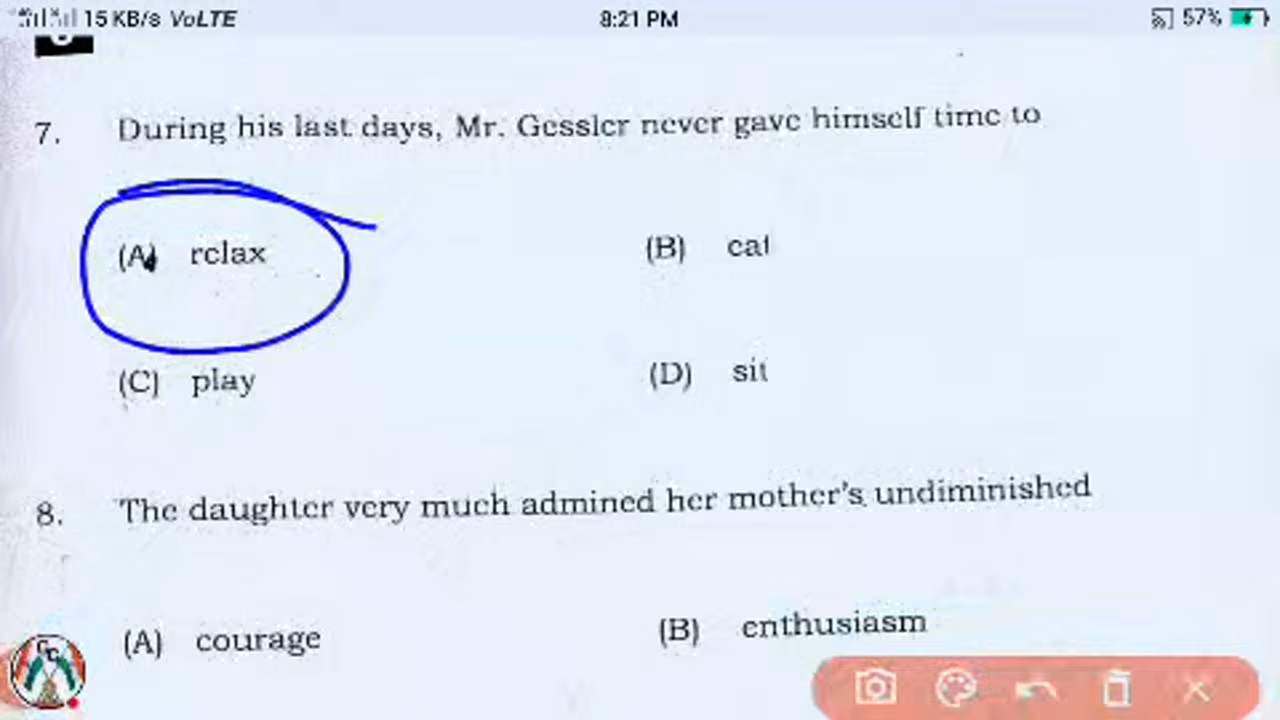 15 KB/s VoLTE 8:21 PM 57%
7. During his last days, Mr. Gessler never gave himself time to
(A) relax (B) eat
(C) play (D) sit
8. The daughter very much admined her mother's undiminished
(A) courage (B) enthusiasm